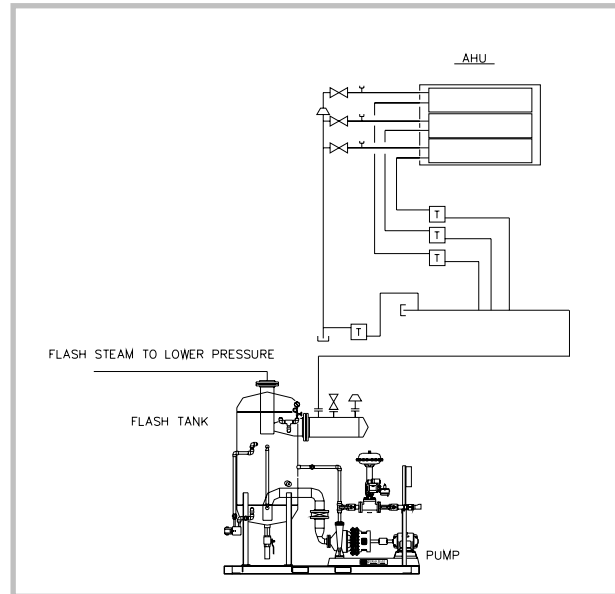 AHU
T
T
T
T
FLASH STEAM TO LOWER PRESSURE
FLASH TANK
PUMP